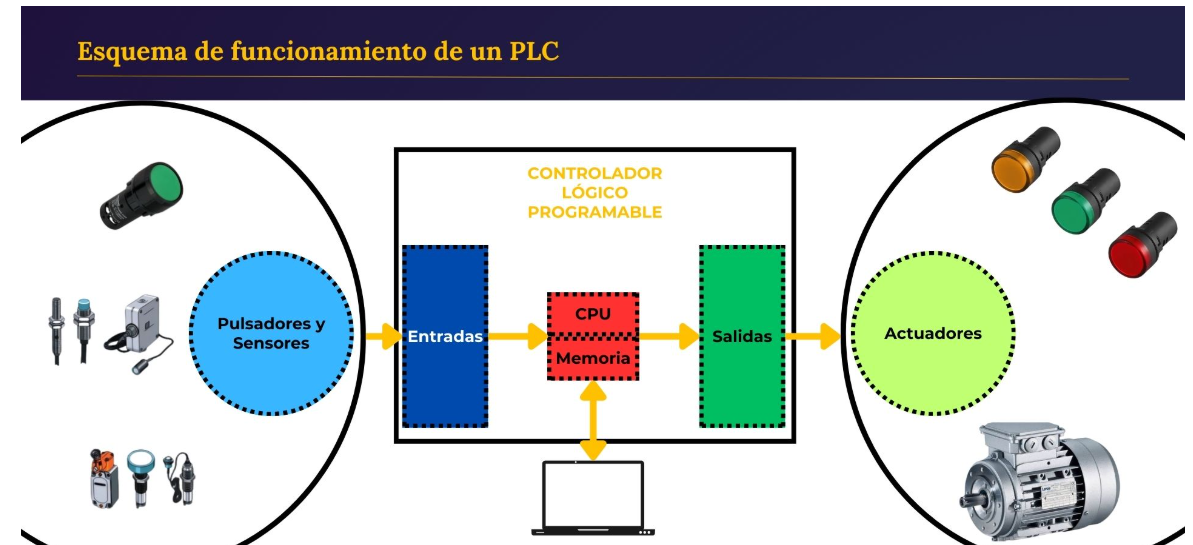 Esquema de funcionamiento de un PLC
CONTROLADOR
LÓGICO
PROGRAMABLE
Pulsadores y
Sensores
Entradas
CPU
Memoria
Salidas
Actuadores